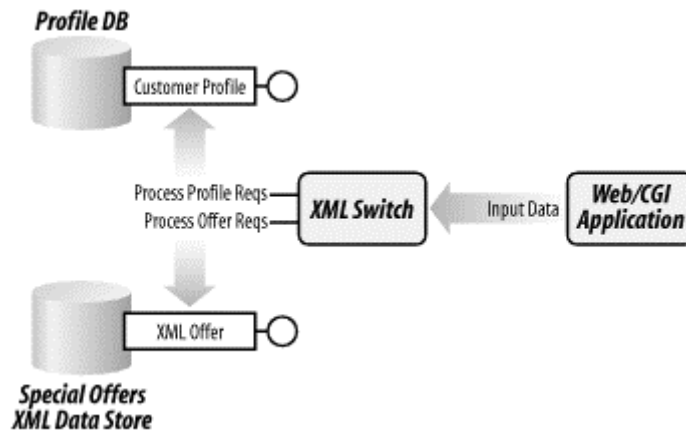 Profile DB
Customer Profile
Process Profile Reqs
Process Offer Reqs
XML Switch
Input Data
Web/CGI
Application
XML Offer
Special Offers
XML Data Store